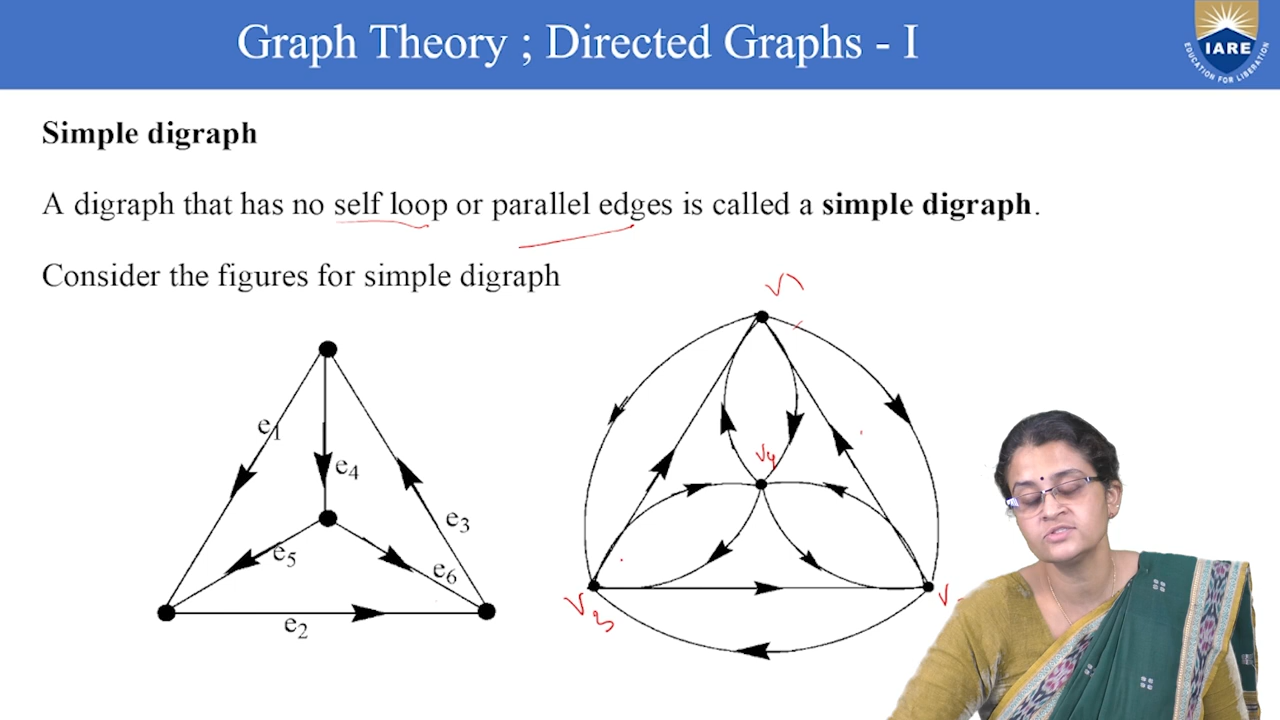 Graph Theory ; Directed Graphs - I
IARE
EDUCATION FOR LIBERATION
Simple digraph
A digraph that has no self loop or parallel edges is called a simple digraph.
Consider the figures for simple digraph
V1
e1
e4
V4
e3
e5
e6
e2
V3